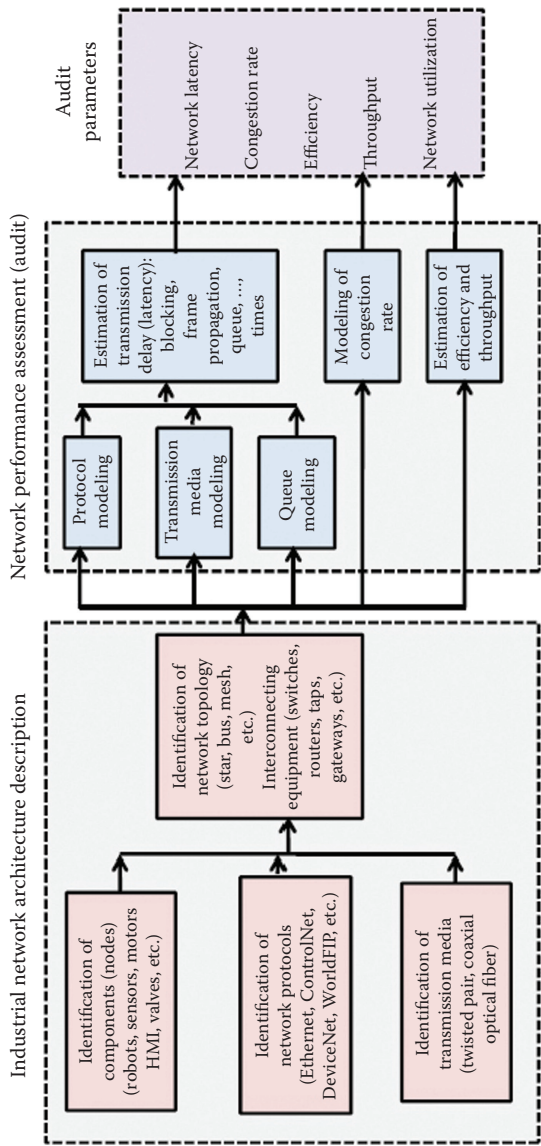 Industrial network architecture description
Identification of
components (nodes)
(robots, sensors, motors
HMI, valves, etc.)
Identification of
network protocols
(Ethernet, ControlNet,
DeviceNet, WorldFIP, etc.)
Identification of
transmission media
(twisted pair, coaxial
optical fiber)
Identification of
network topology
(star, bus, mesh,
etc.)
Interconnecting
equipment (switches,
routers, taps,
gateways, etc.)
Network performance assessment (audit)
Protocol
modeling
Transmission
media
modeling
Queue
modeling
Estimation of
transmission
delay (latency):
blocking,
frame
propagation,
queue, ...,
times
Modeling of
congestion
rate
Estimation of
efficiency and
throughput
Audit
parameters
Network latency
Congestion rate
Efficiency
Throughput
Network utilization